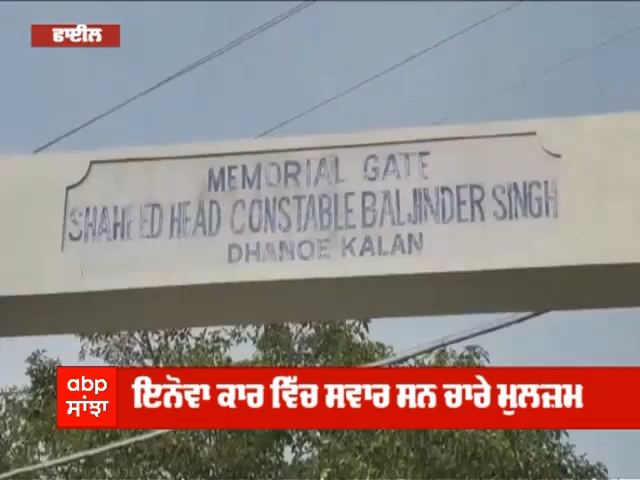 ਫਾਈਲ
MEMORIAL GATE
SHAHEED HEAD CONSTABLE BALJINDER SINGH
DHANOE KALAN
abp
ਸਾਂਝਾ
ਇਨੋਵਾ ਕਾਰ ਵਿੱਚ ਸਵਾਰ ਸਨ ਚਾਰੇ ਮੁਲਜ਼ਮ